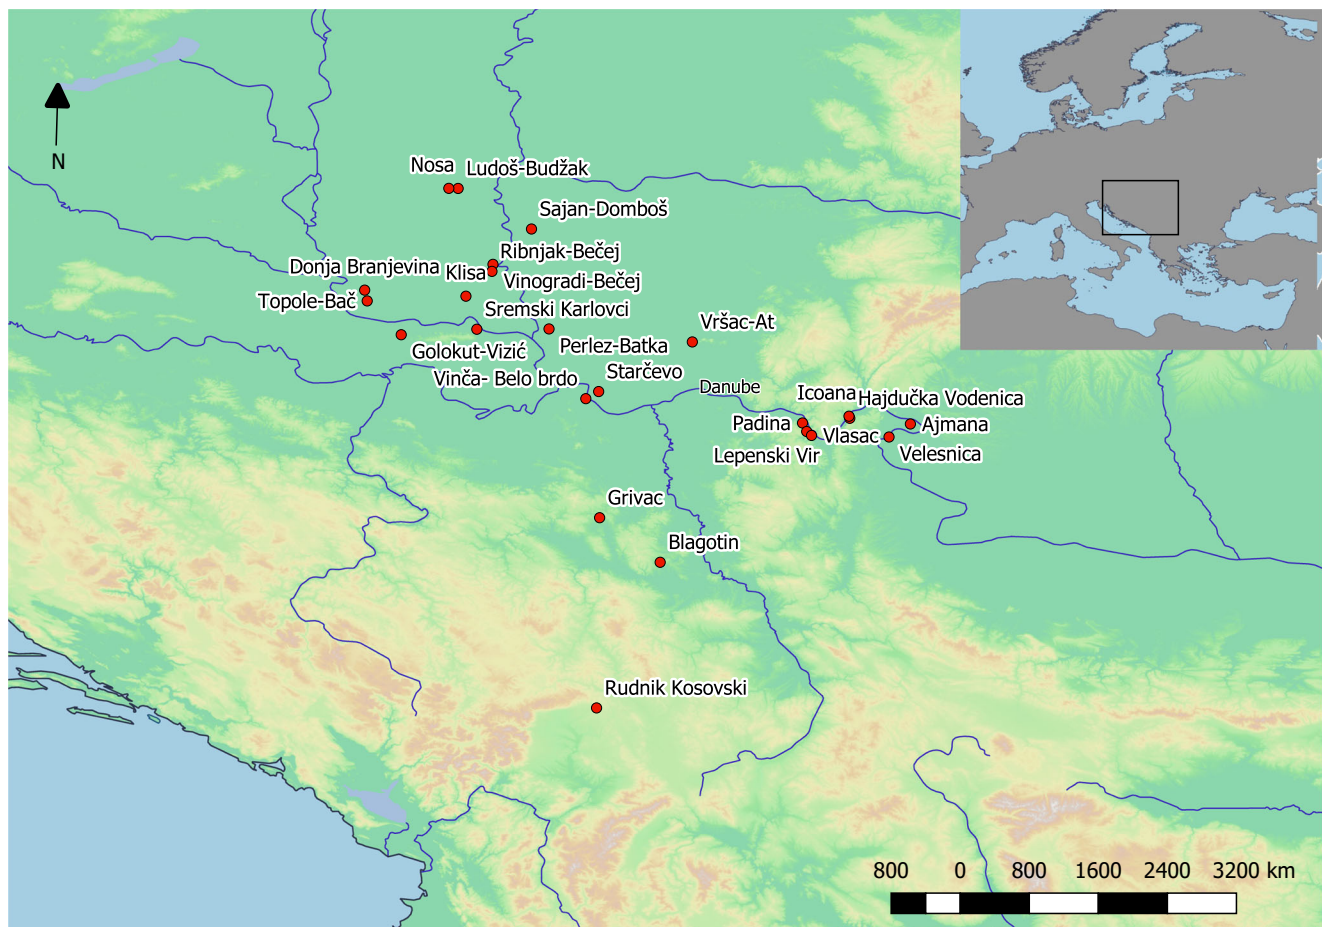 N
Nosa
Ludoš-Budžak
Sajan-Domboš
Ribnjak-Bečej
Donja Branjevina
Klisa
Vinogradi-Bečej
Topole-Bač
Sremski Karlovci
Vršac-At
Golokut-Vizić
Perlez-Batka
Vinča- Belo brdo
Starčevo
Danube
Icoana
Hajdučka Vodenica
Padina
Vlasac
Ajmana
Lepenski Vir
Velesnica
Grivac
Blagotin
Rudnik Kosovski
800 0 800 1600 2400 3200 km